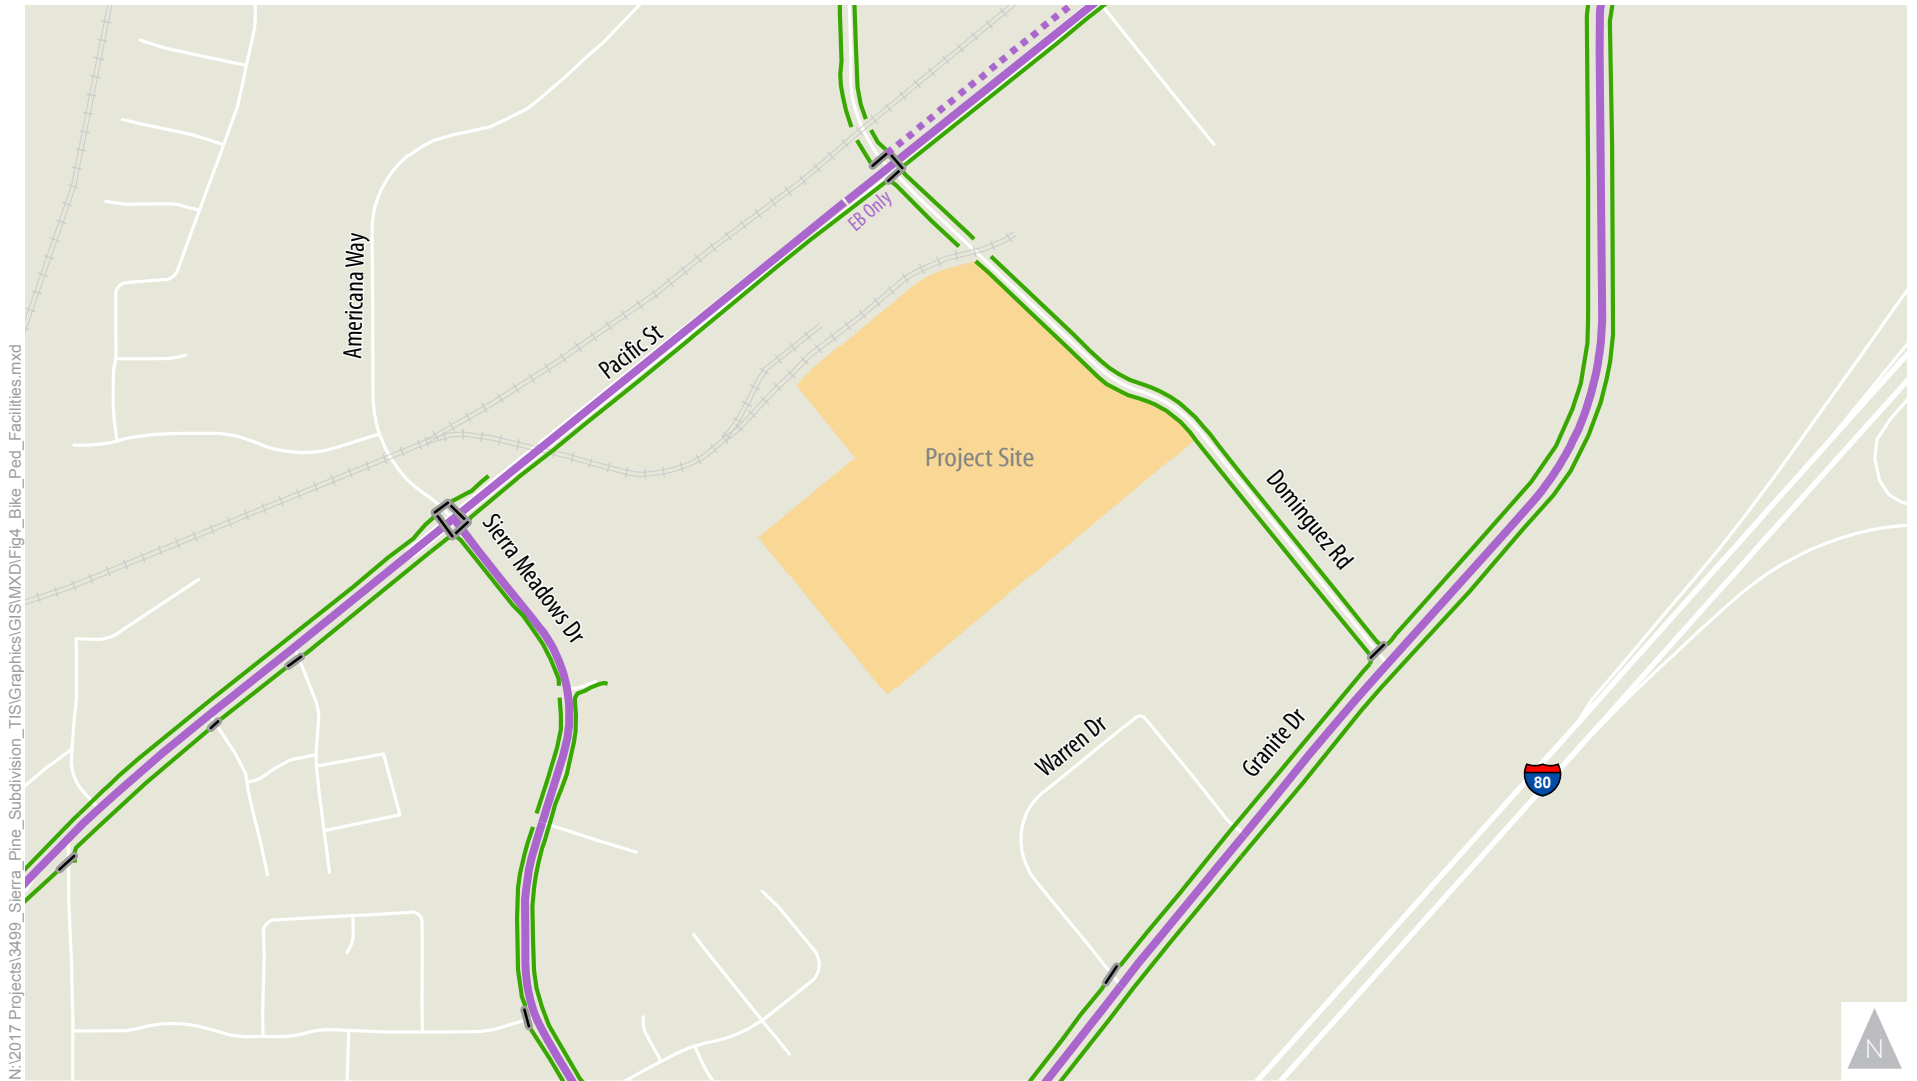 N:\2017 Projects\3499_Sierra_Pine_Subdivision_TIS\Graphics\GIS\MXD\Fig4_Bike_Ped_Facilities.mxd
EB Only
Americana Way
Pacific St
Project Site
Dominguez Rd
Sierra Meadows Dr
Warren Dr
Granite Dr
80
N